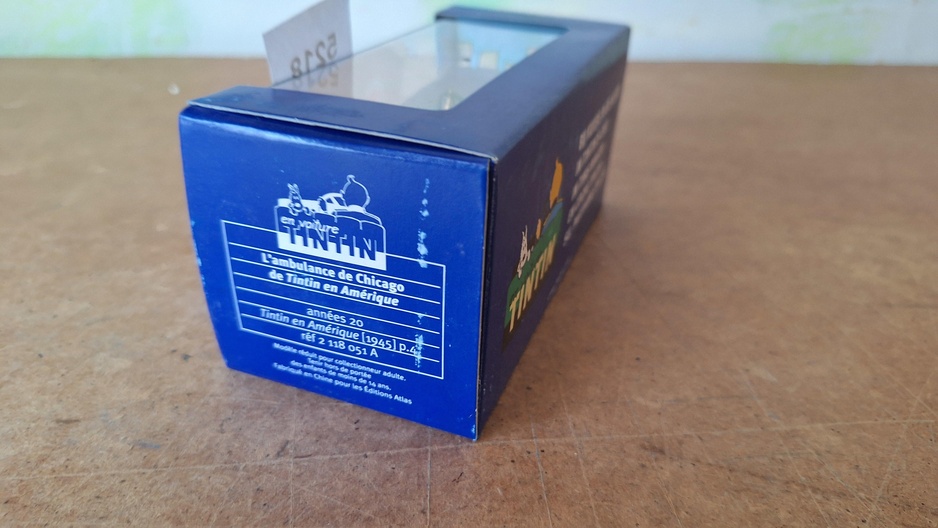 5218
en voiture
TINTIN
L'ambulance de Chicago
de Tintin en Amérique
années 20
Tintin en Amérique [1945] p.4
réf 2 118 051 A
Modèle réduit pour collectionneur adulte.
Tenir hors de portée
des enfants de moins de 14 ans.
Fabriqué en Chine pour les Éditions Atlas
TINTIN